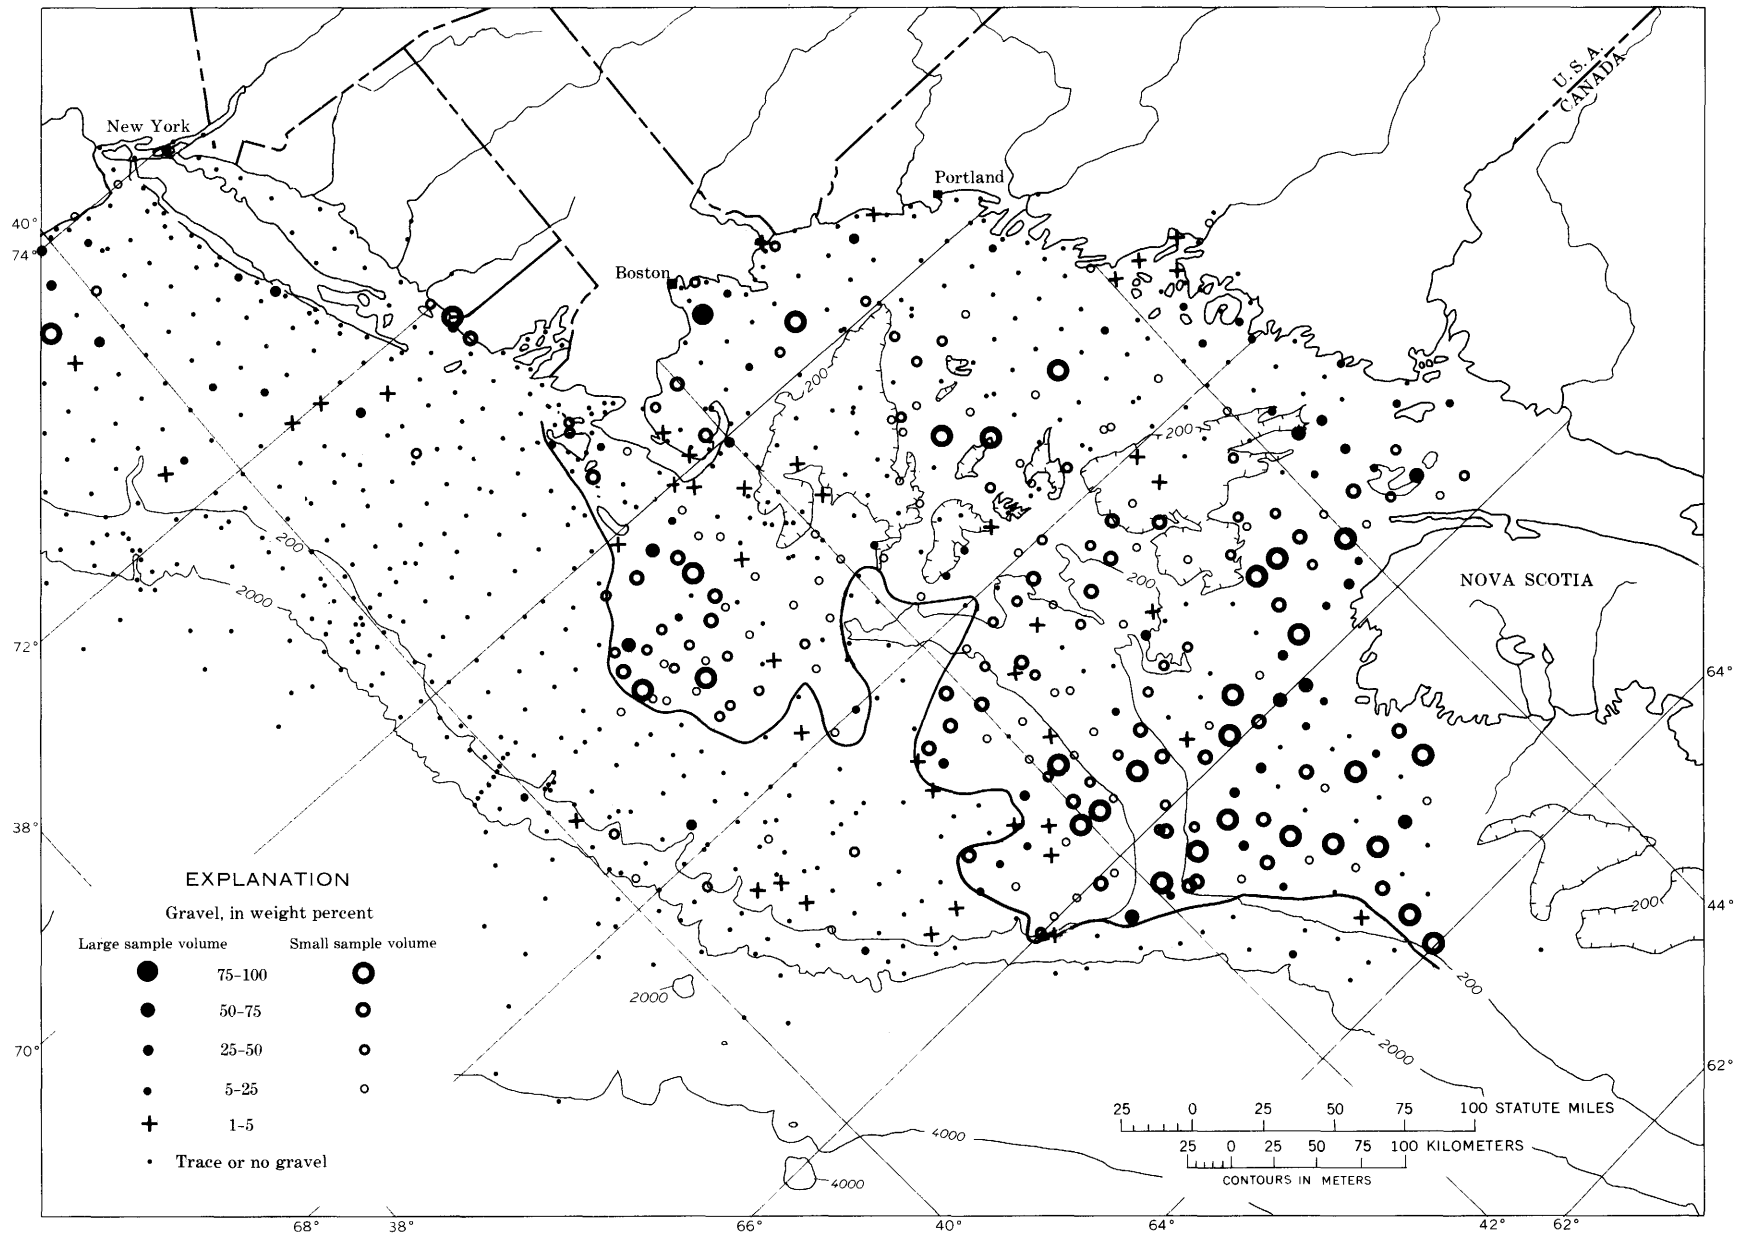 U. S. A.
CANADA
New York
Portland
40°
74°
Boston
200
200
200
2000
200
NOVA SCOTIA
72°
64°
38°
EXPLANATION
Gravel, in weight percent
Large sample volume Small sample volume
75-100
50-75
25-50
5-25
1-5
Trace or no gravel
44°
200
200
2000
2000
70°
62°
25 0 25 50 75 100 STATUTE MILES
25 0 25 50 75 100 KILOMETERS
CONTOURS IN METERS
4000
4000
68° 38° 66° 40° 64° 42° 62°